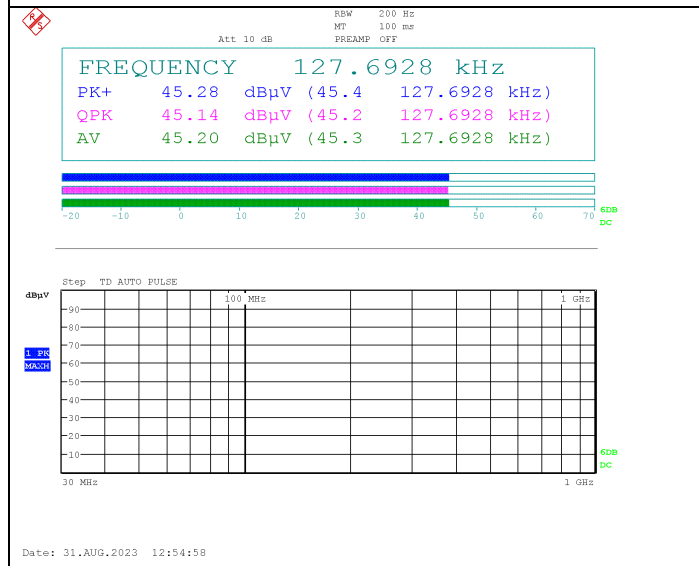 R S
RBW 200 Hz
MT 100 ms
Att 10 dB PREAMP OFF
FREQUENCY 127.6928 kHz
PK+ 45.28 dBµV (45.4 127.6928 kHz)
QPK 45.14 dBµV (45.2 127.6928 kHz)
AV 45.20 dBµV (45.3 127.6928 kHz)
-20 -10 0 10 20 30 40 50 60 70
6DB
DC
Step TD AUTO PULSE
dBµV
100 MHz 1 GHz
90
80
70
1 PK
MAXH
60
50
40
30
20
10
6DB
DC
30 MHz 1 GHz
Date: 31.AUG.2023 12:54:58